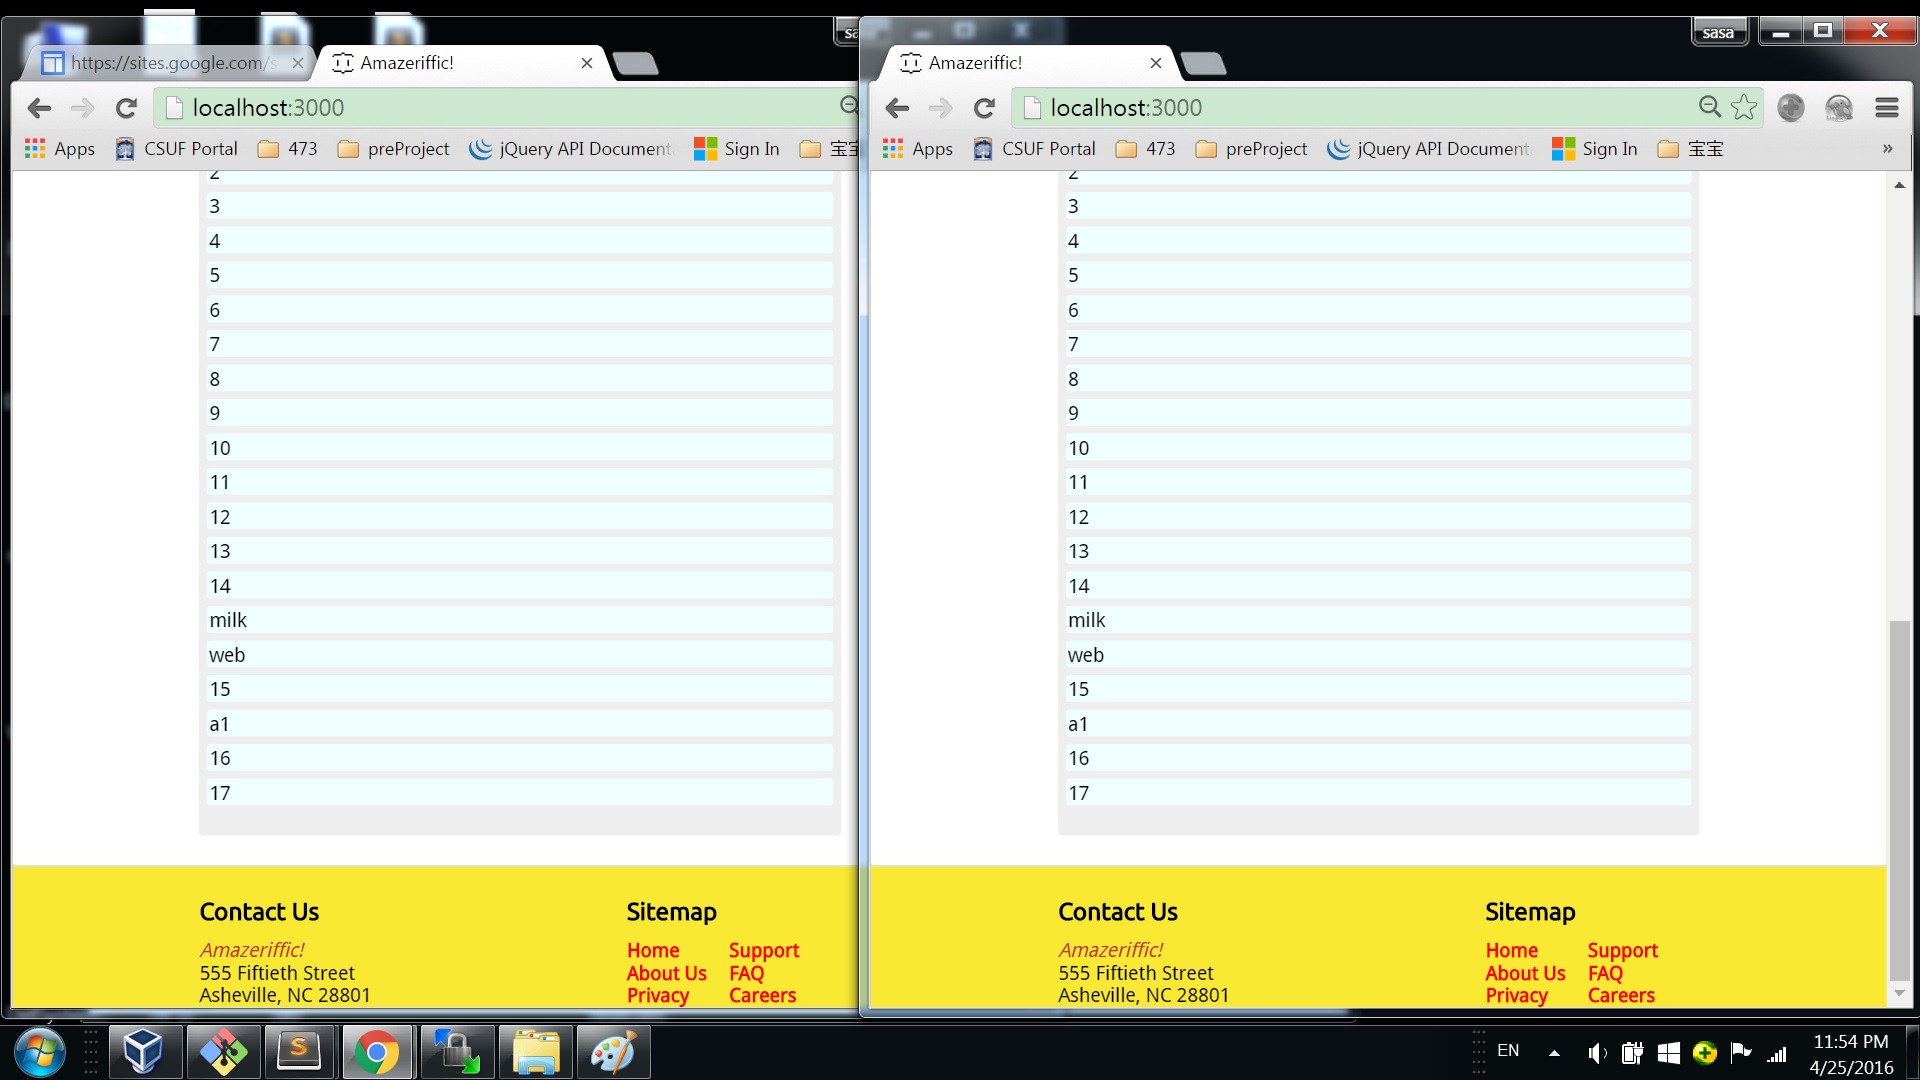 sa
sasa
https://sites.google.com/s
Amazeriffic!
Amazeriffic!
localhost:3000
localhost:3000
Apps CSUF Portal 473 preProject jQuery API Document Sign In 宝宝
Apps CSUF Portal 473 preProject jQuery API Document Sign In 宝宝 »
2
3
4
5
6
7
8
9
10
11
12
13
14
milk
web
15
a1
16
17
Contact Us
Amazeriffic!
555 Fiftieth Street
Asheville, NC 28801
Sitemap
Home Support
About Us FAQ
Privacy Careers
2
3
4
5
6
7
8
9
10
11
12
13
14
milk
web
15
a1
16
17
Contact Us
Amazeriffic!
555 Fiftieth Street
Asheville, NC 28801
Sitemap
Home Support
About Us FAQ
Privacy Careers
EN
11:54 PM
4/25/2016